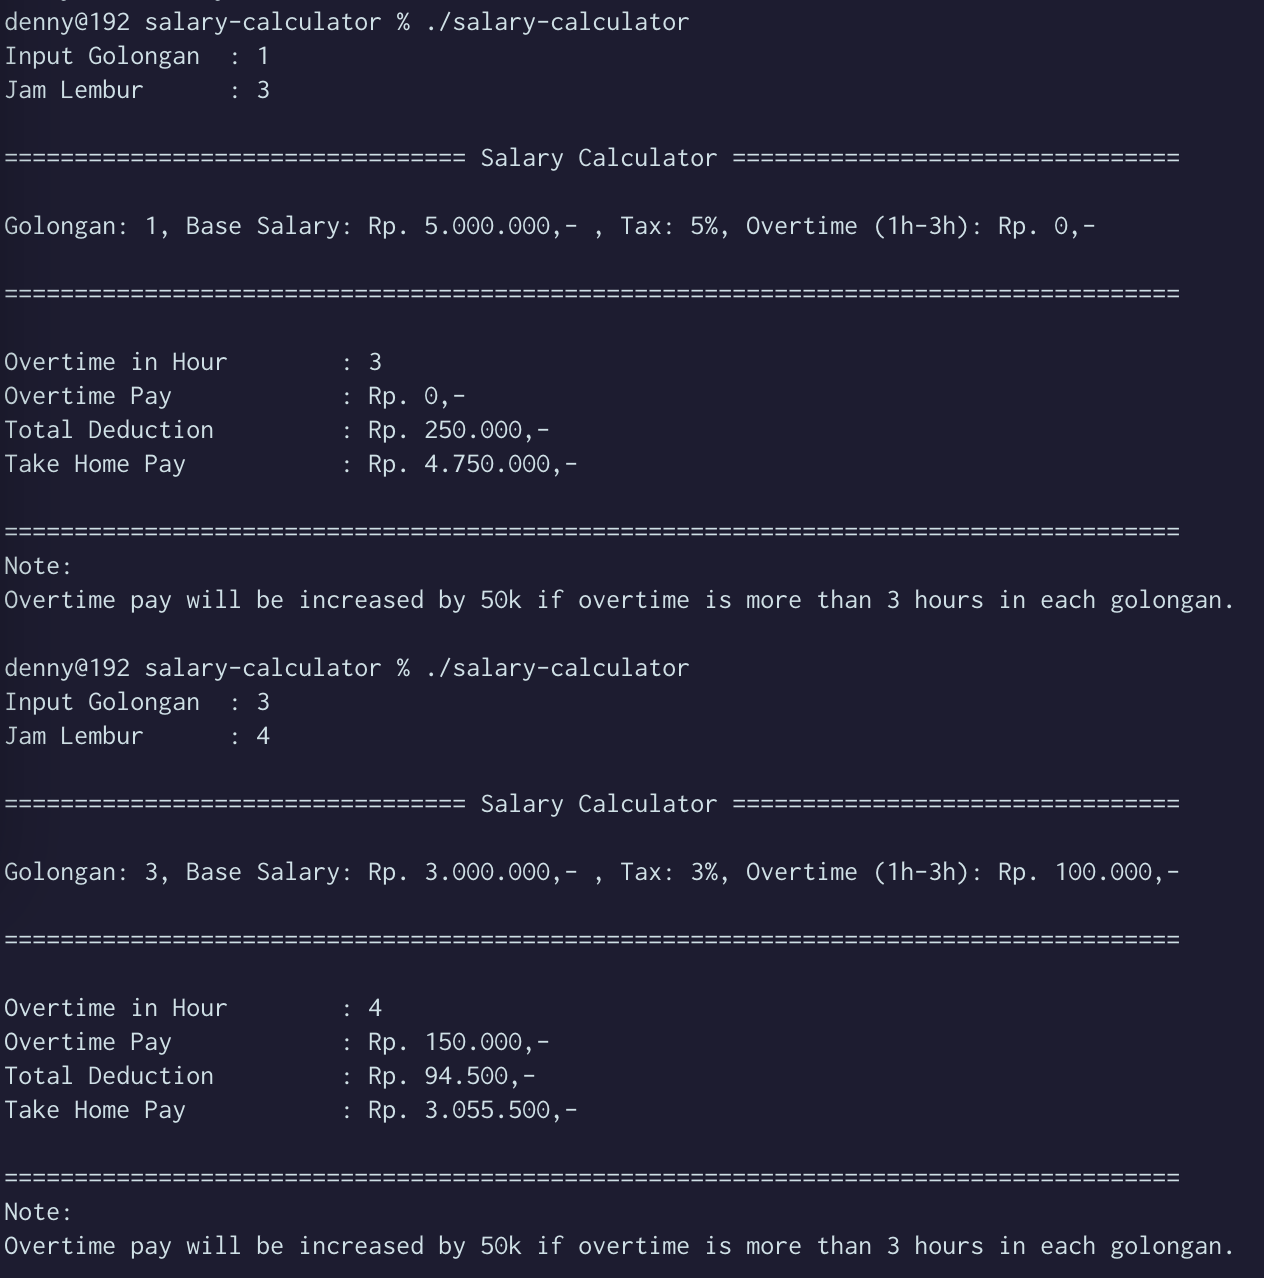 denny@192 salary-calculator % ./salary-calculator
Input Golongan  : 1
Jam Lembur      : 3
================================= Salary Calculator ================================
Golongan: 1, Base Salary: Rp. 5.000.000,- , Tax: 5%, Overtime (1h-3h): Rp. 0,-
====================================================================================
Overtime in Hour        : 3
Overtime Pay            : Rp. 0,-
Total Deduction         : Rp. 250.000,-
Take Home Pay           : Rp. 4.750.000,-
====================================================================================
Note:
Overtime pay will be increased by 50k if overtime is more than 3 hours in each golongan.
denny@192 salary-calculator % ./salary-calculator
Input Golongan  : 3
Jam Lembur      : 4
================================= Salary Calculator ================================
Golongan: 3, Base Salary: Rp. 3.000.000,- , Tax: 3%, Overtime (1h-3h): Rp. 100.000,-
====================================================================================
Overtime in Hour        : 4
Overtime Pay            : Rp. 150.000,-
Total Deduction         : Rp. 94.500,-
Take Home Pay           : Rp. 3.055.500,-
====================================================================================
Note:
Overtime pay will be increased by 50k if overtime is more than 3 hours in each golongan.